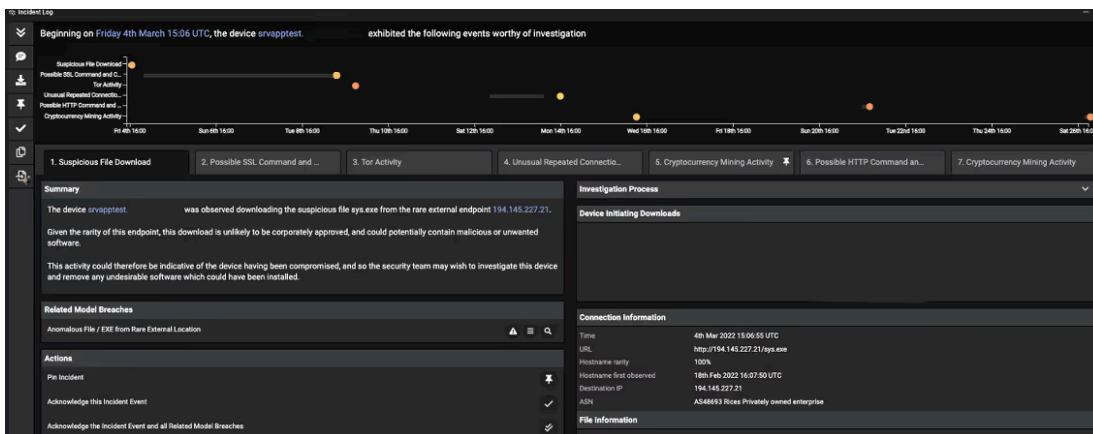 Incident Log
Beginning on Friday 4th March 15:06 UTC, the device srvapptest. exhibited the following events worthy of investigation
Suspicious File Download
Possible SSL Command and C...
Tor Activity
Unusual Repeated Connectio...
Possible HTTP Command and ...
Cryptocurrency Mining Activity
Fri 4th 16:00 Sun 6th 16:00 Tue 8th 16:00 Thu 10th 16:00 Sat 12th 16:00 Mon 14th 16:00 Wed 16th 16:00 Fri 18th 16:00 Sun 20th 16:00 Tue 22nd 16:00 Thu 24th 16:00 Sat 26th 16:0
1. Suspicious File Download 2. Possible SSL Command and ... 3. Tor Activity 4. Unusual Repeated Connectio... 5. Cryptocurrency Mining Activity 6. Possible HTTP Command an... 7. Cryptocurrency Mining Activity
Summary
The device srvapptest. was observed downloading the suspicious file sys.exe from the rare external endpoint 194.145.227.21.
Given the rarity of this endpoint, this download is unlikely to be corporately approved, and could potentially contain malicious or unwanted
software.
This activity could therefore be indicative of the device having been compromised, and so the security team may wish to investigate this device
and remove any undesirable software which could have been installed.
Related Model Breaches
Anomalous File / EXE from Rare External Location
Actions
Pin Incident
Acknowledge this Incident Event
Acknowledge the Incident Event and all Related Model Breaches
Investigation Process
Device Initiating Downloads
Connection Information
Time 4th Mar 2022 15:06:55 UTC
URL http://194.145.227.21/sys.exe
Hostname rarity 100%
Hostname first observed 18th Feb 2022 16:07:50 UTC
Destination IP 194.145.227.21
ASN AS48693 Rices Privately owned enterprise
File Information